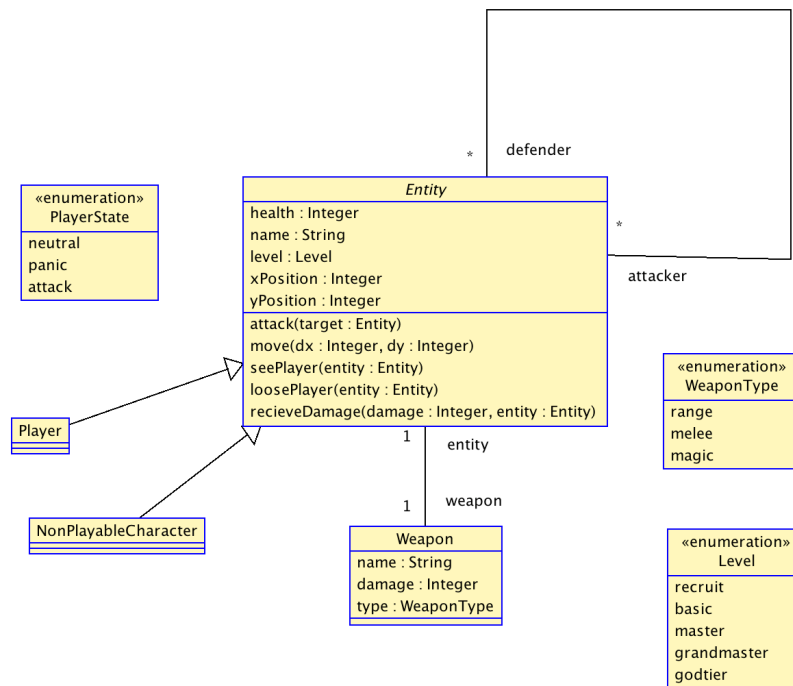 *
defender
Entity
health : Integer
name : String
level : Level
xPosition : Integer
yPosition : Integer
attack(target : Entity)
move(dx : Integer, dy : Integer)
seePlayer(entity : Entity)
loosePlayer(entity : Entity)
recieveDamage(damage : Integer, entity : Entity)
«enumeration»
PlayerState
neutral
panic
attack
*
attacker
«enumeration»
WeaponType
range
melee
magic
Player
NonPlayableCharacter
1
entity
weapon
1
Weapon
name : String
damage : Integer
type : WeaponType
«enumeration»
Level
recruit
basic
master
grandmaster
godtier